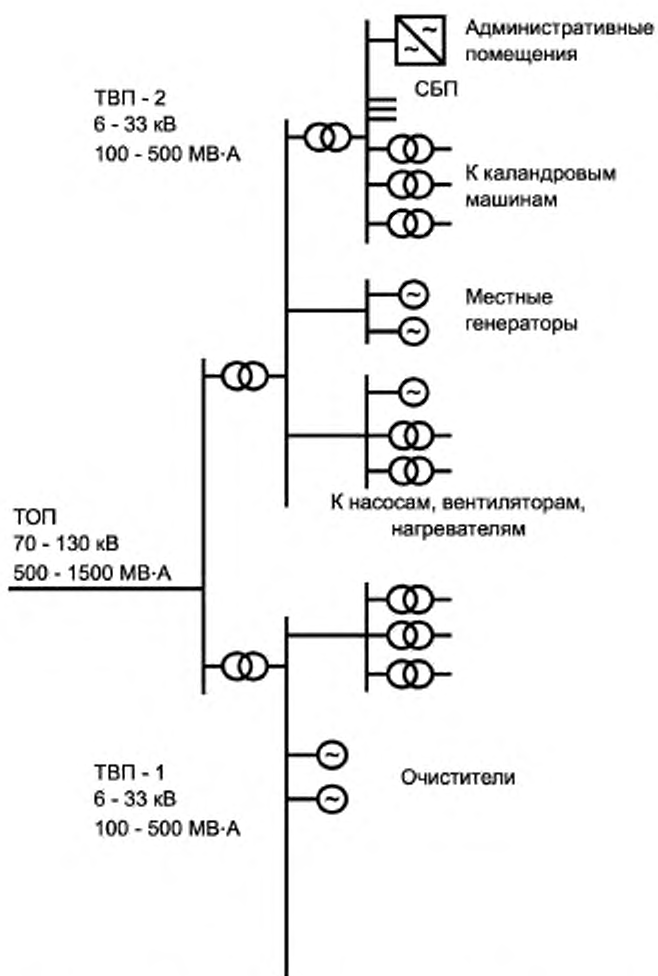 Административные
помещения
СБП
ТВП - 2
6 - 33 кВ
100 - 500 МВ·А
К каландровым
машинам
Местные
генераторы
К насосам, вентиляторам,
нагревателям
ТОП
70 - 130 кВ
500 - 1500 МВ·А
ТВП - 1
6 - 33 кВ
100 - 500 МВ·А
Очистители